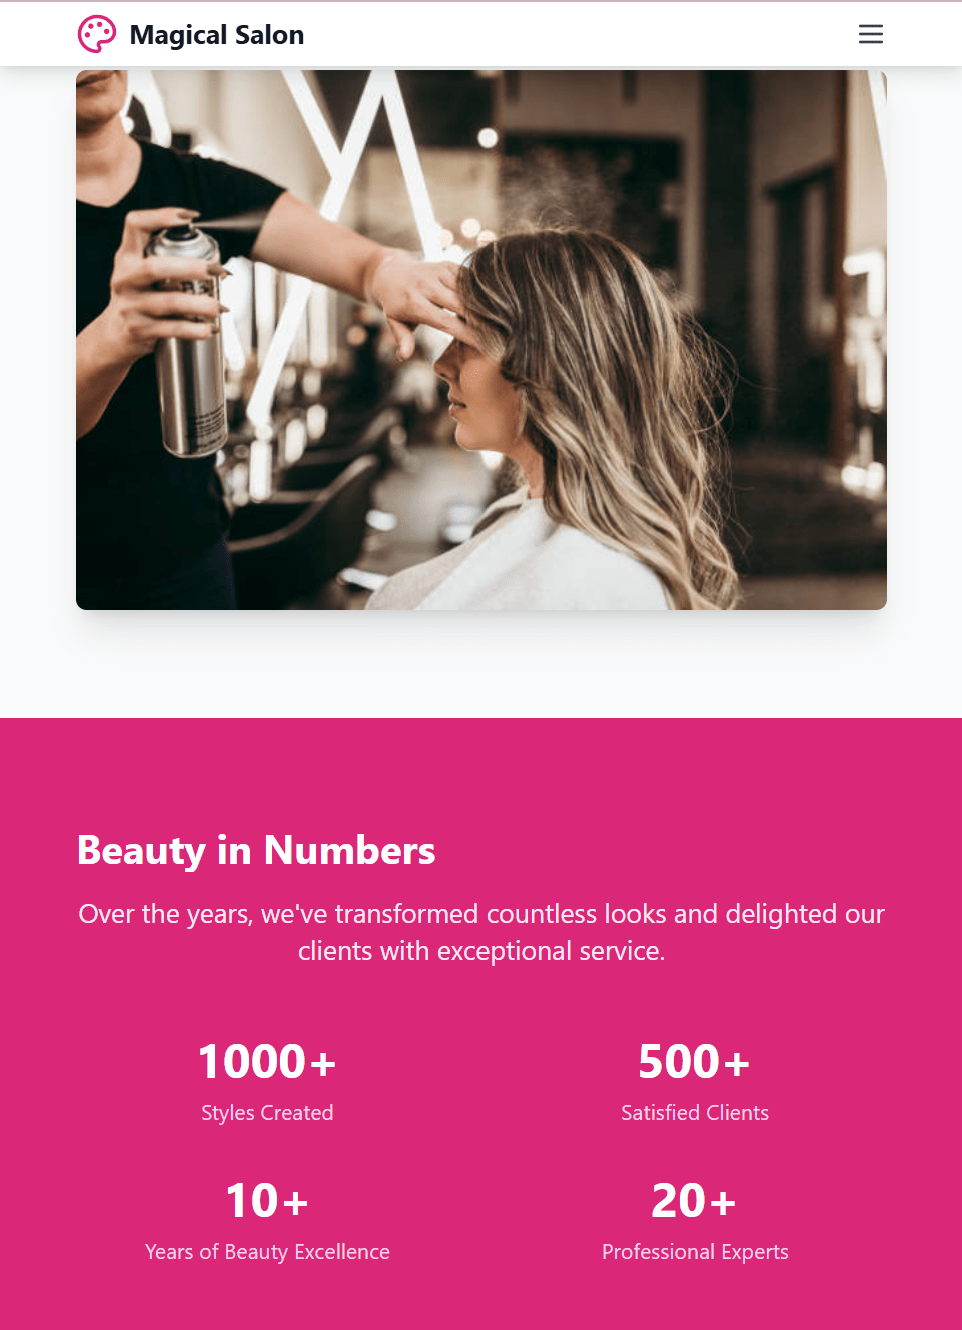 Magical Salon
Beauty in Numbers
Over the years, we've transformed countless looks and delighted our
clients with exceptional service.
1000+
500+
Styles Created
Satisfied Clients
10+
20+
Years of Beauty Excellence
Professional Experts